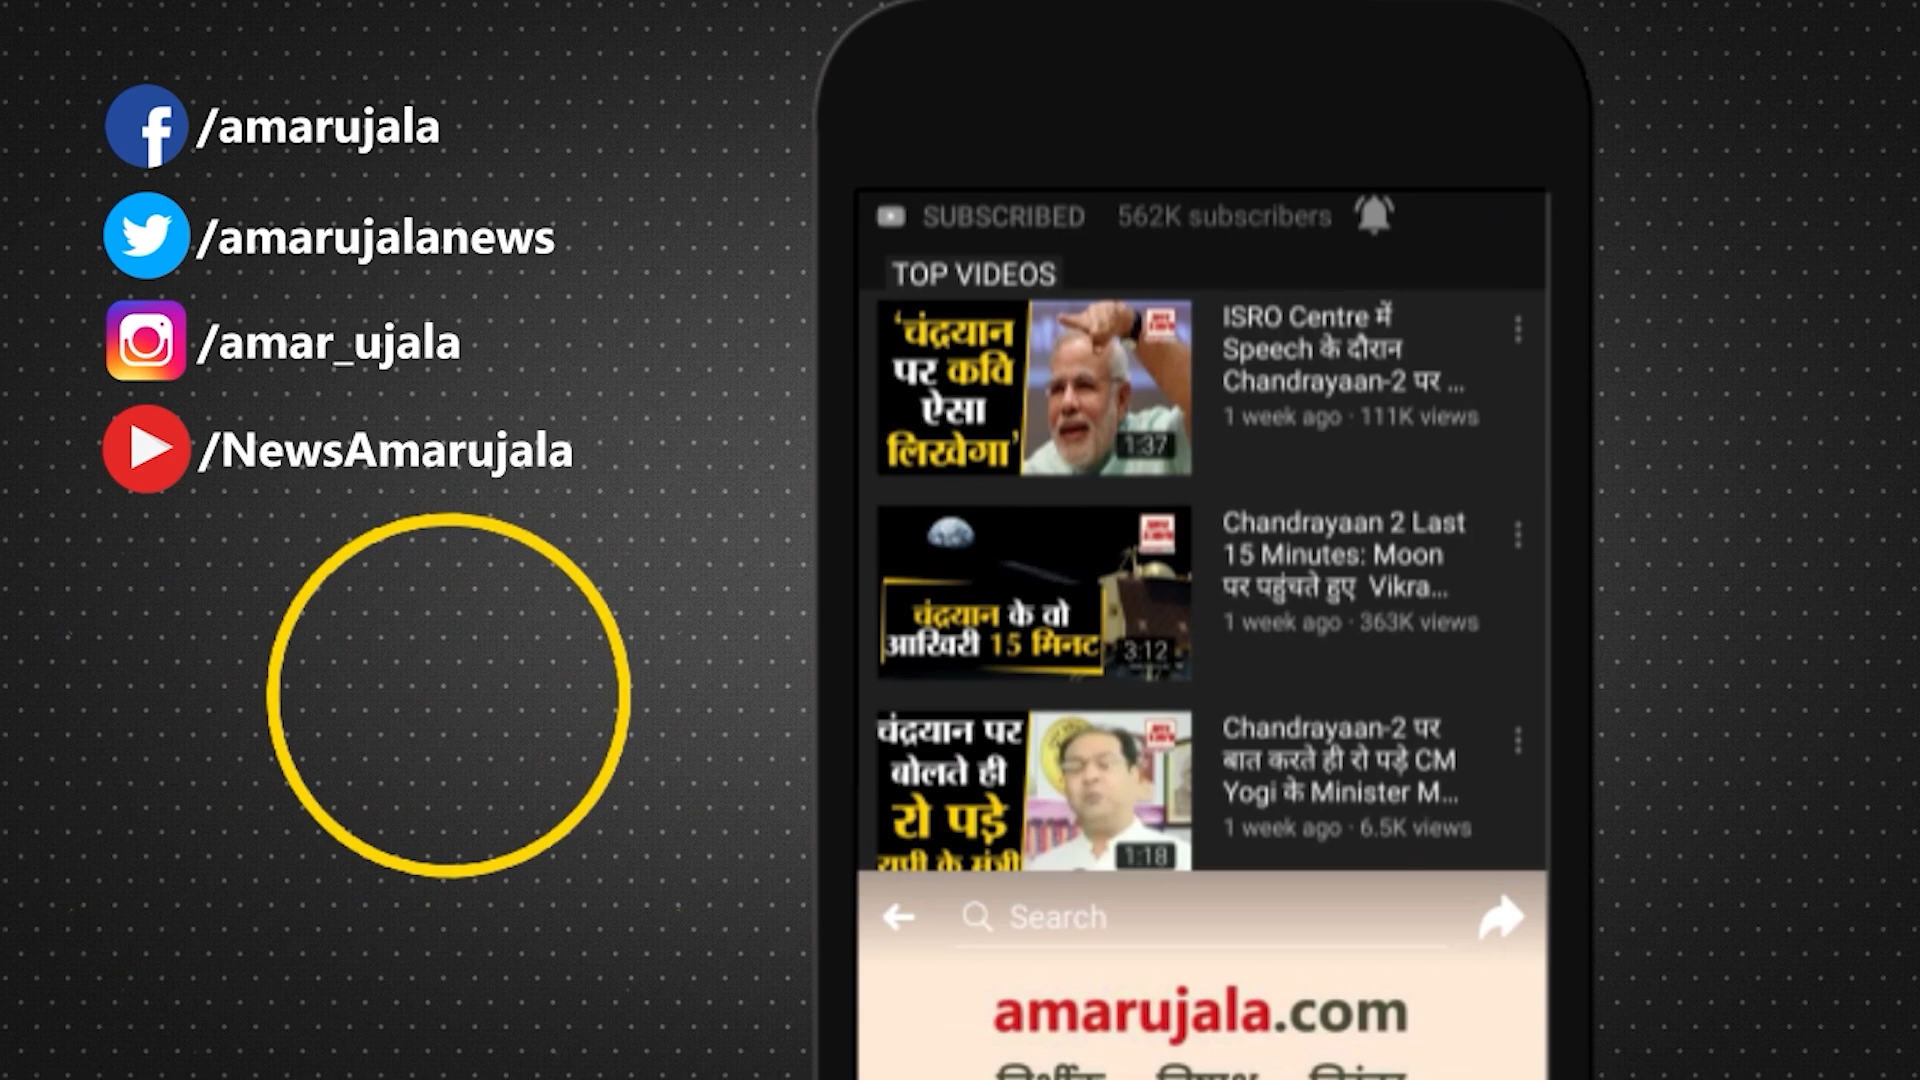 /amarujala
/amarujalanews
/amar_ujala
/NewsAmarujala
SUBSCRIBED 562K subscribers
TOP VIDEOS
‘चंद्रयान
पर कवि
ऐसा
लिखेगा’
1:37
ISRO Centre में
Speech के दौरान
Chandrayaan-2 पर ...
1 week ago · 111K views
चंद्रयान के वो
आखिरी 15 मिनट
3:12
Chandrayaan 2 Last
15 Minutes: Moon
पर पहुंचते हुए Vikra...
1 week ago · 363K views
चंद्रयान पर
बोलते ही
रो पड़े
यूपी के मंत्री
1:18
Chandrayaan-2 पर
बात करते ही रो पड़े CM
Yogi के Minister M...
1 week ago · 6.5K views
Search
amarujala.com